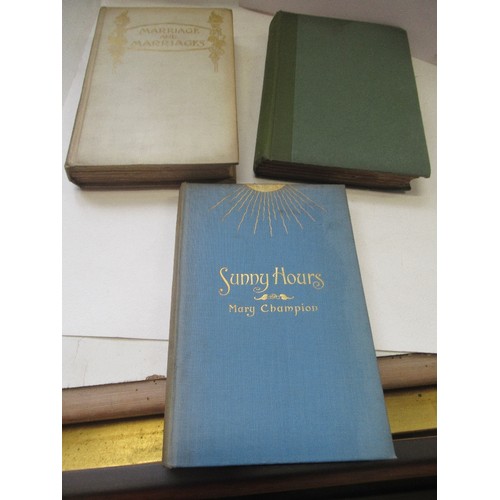 MARRIAGE
AND
MARRIAGES
Sunny Hours
Mary Champion